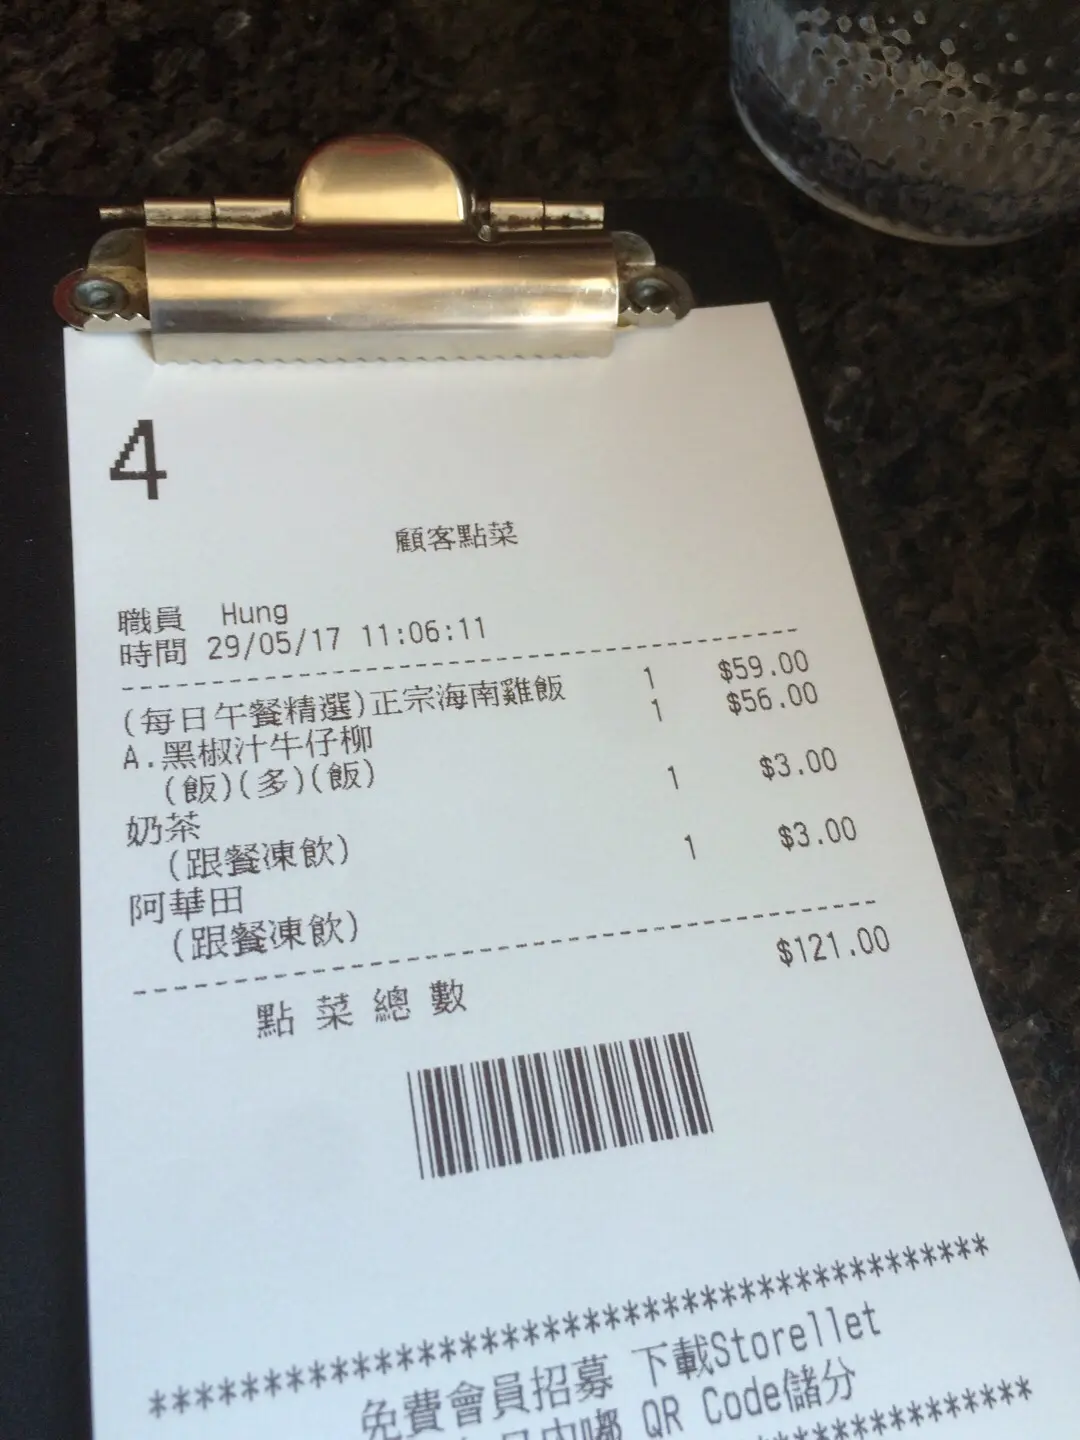 4
顧客點菜
職員 Hung
時間 29/05/17 11:06:11
(每日午餐精選)正宗海南雞飯 1 $59.00
A.黑椒汁牛仔柳 1 $56.00
(飯)(多)(飯)
奶茶 1 $3.00
(跟餐凍飲)
阿華田 1 $3.00
(跟餐凍飲)
點菜總數 $121.00
***************************************
免費會員招募 下載Storellet
內嘟 QR Code儲分